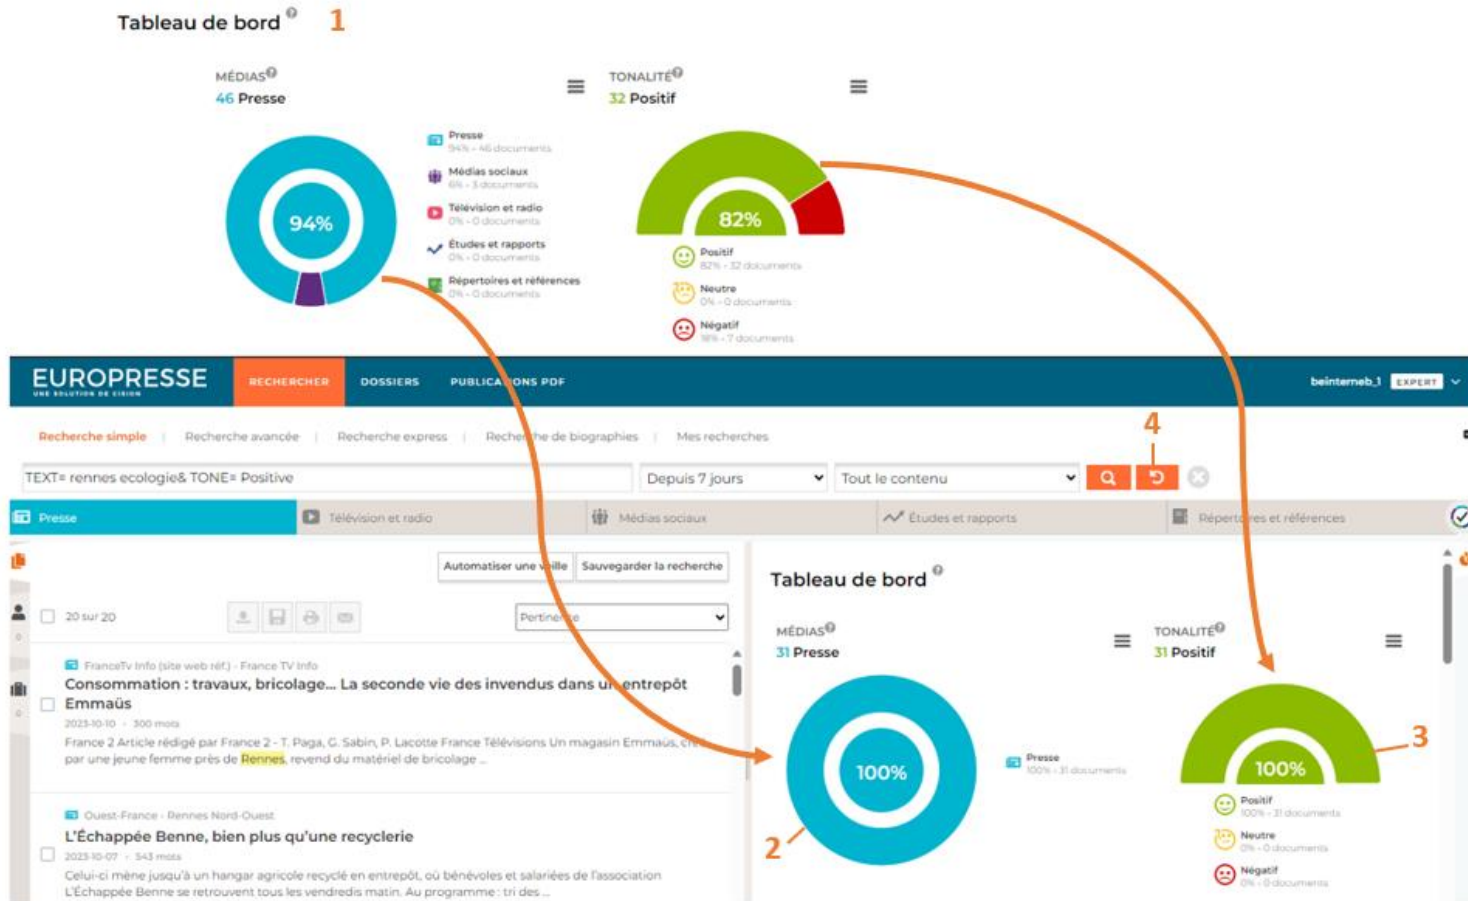 Tableau de bord ? 1
MÉDIAS?
46 Presse
94%
Presse
94% - 46 documents
Médias sociaux
6% - 3 documents
Télévision et radio
0% - 0 documents
Études et rapports
0% - 0 documents
Répertoires et références
0% - 0 documents
TONALITÉ?
32 Positif
82%
Positif
82% - 32 documents
Neutre
0% - 0 documents
Négatif
18% - 7 documents
EUROPRESSE
UNE SOLUTION DE CISION
RECHERCHER DOSSIERS PUBLICATIONS PDF beinterneb_1 EXPERT
Recherche simple | Recherche avancée | Recherche express | Recherche de biographies | Mes recherches
4
TEXT= rennes ecologie& TONE= Positive Depuis 7 jours Tout le contenu
Presse Télévision et radio Médias sociaux Études et rapports Répertoires et références
Automatiser une veille Sauvegarder la recherche
20 sur 20 Pertinence
0
0
FranceTv Info (site web réf.) - France TV Info
Consommation : travaux, bricolage... La seconde vie des invendus dans un entrepôt
Emmaüs
2023-10-10 - 300 mots
France 2 Article rédigé par France 2 - T. Paga, G. Sabin, P. Lacotte France Télévisions Un magasin Emmaüs,
par une jeune femme près de Rennes, revend du matériel de bricolage ...
Ouest-France - Rennes Nord-Ouest
L'Échappée Benne, bien plus qu'une recyclerie
2023-10-07 - 543 mots
Celui-ci mène jusqu'à un hangar agricole recyclé en entrepôt, où bénévoles et salariées de l'association
L'Échappée Benne se retrouvent tous les vendredis matin. Au programme : tri des ...
Tableau de bord ?
MÉDIAS?
31 Presse
100%
2
Presse
100% - 31 documents
TONALITÉ?
31 Positif
100%
3
Positif
100% - 31 documents
Neutre
0% - 0 documents
Négatif
0% - 0 documents